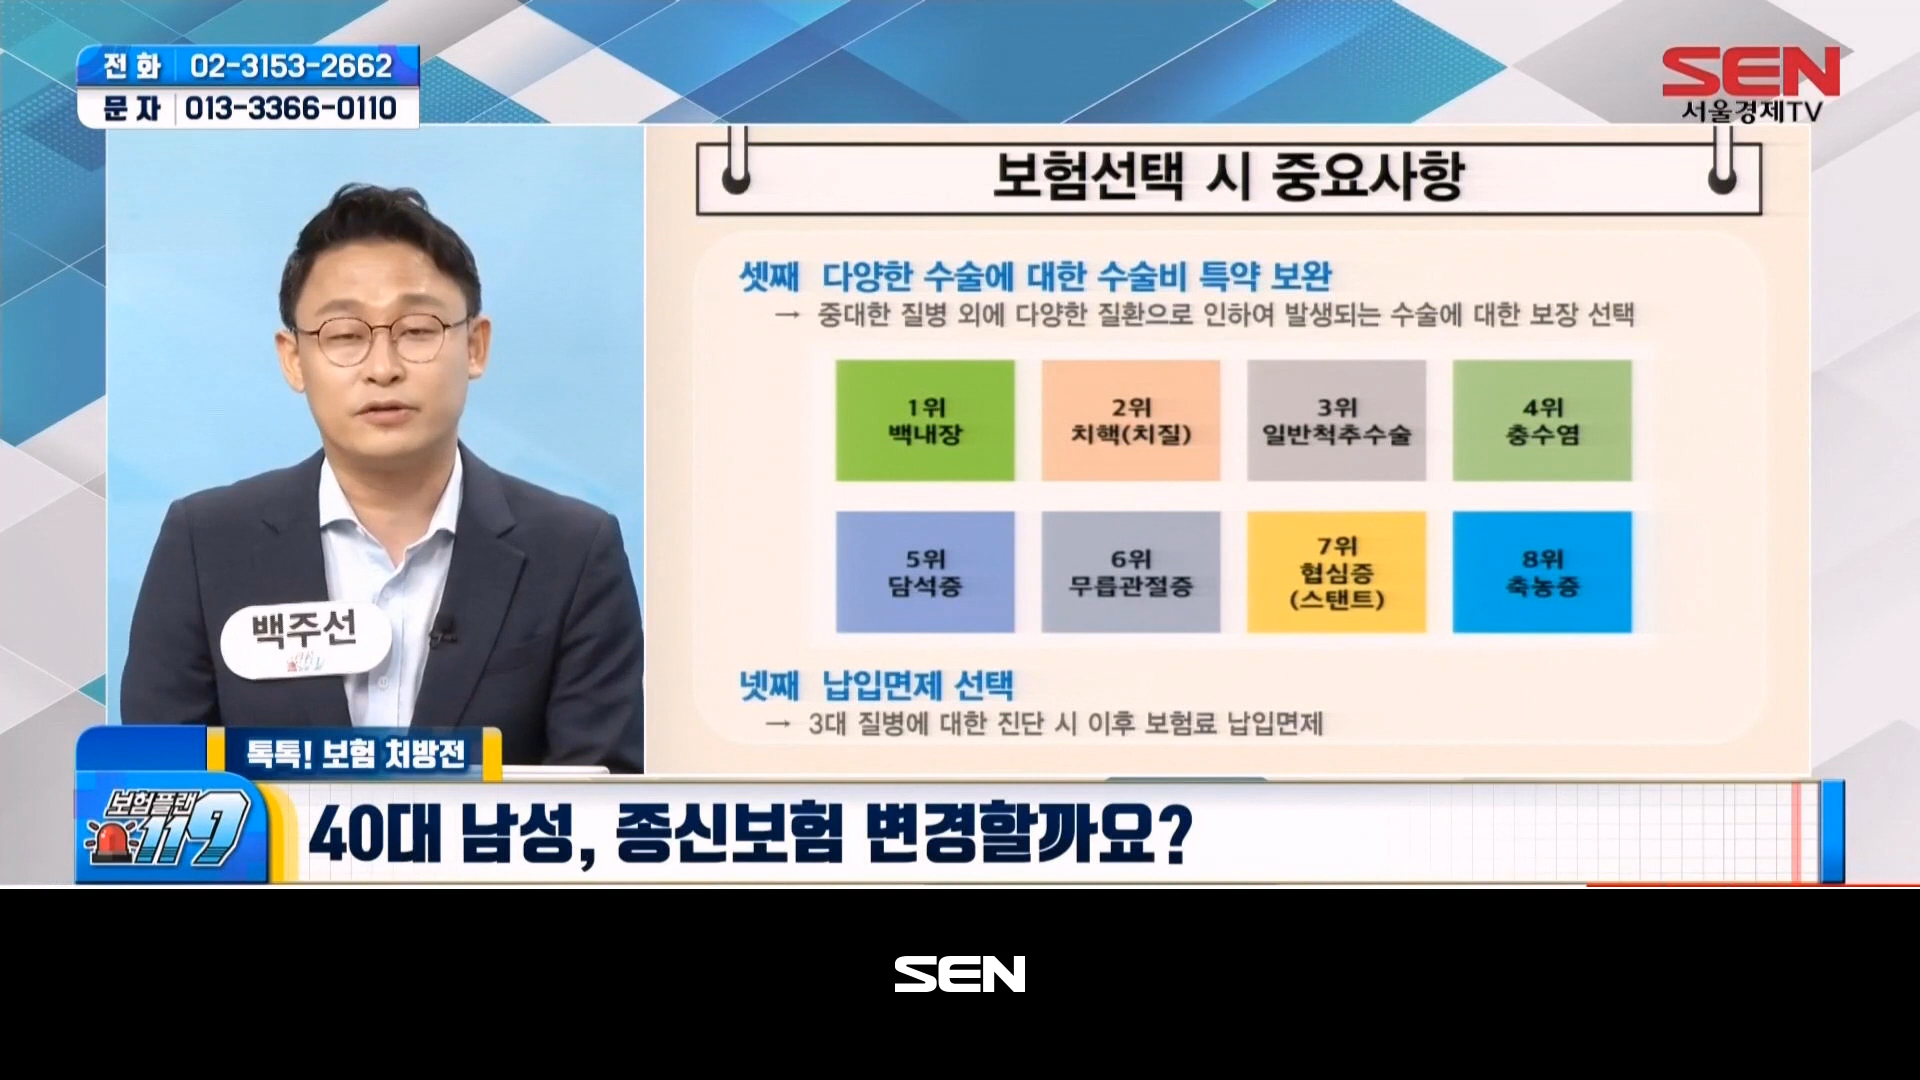 전 화 02-3153-2662
문 자 013-3366-0110
SEN
서울경제TV
보험선택 시 중요사항
셋째 다양한 수술에 대한 수술비 특약 보완
→ 중대한 질병 외에 다양한 질환으로 인하여 발생되는 수술에 대한 보장 선택
1위
백내장
2위
치핵(치질)
3위
일반척추수술
4위
충수염
5위
담석증
6위
무릅관절증
7위
협심증
(스탠트)
8위
축농증
넷째 납입면제 선택
→ 3대 질병에 대한 진단 시 이후 보험료 납입면제
백주선
톡톡! 보험 처방전
보험플랜
119
40대 남성, 종신보험 변경할까요?
SEN